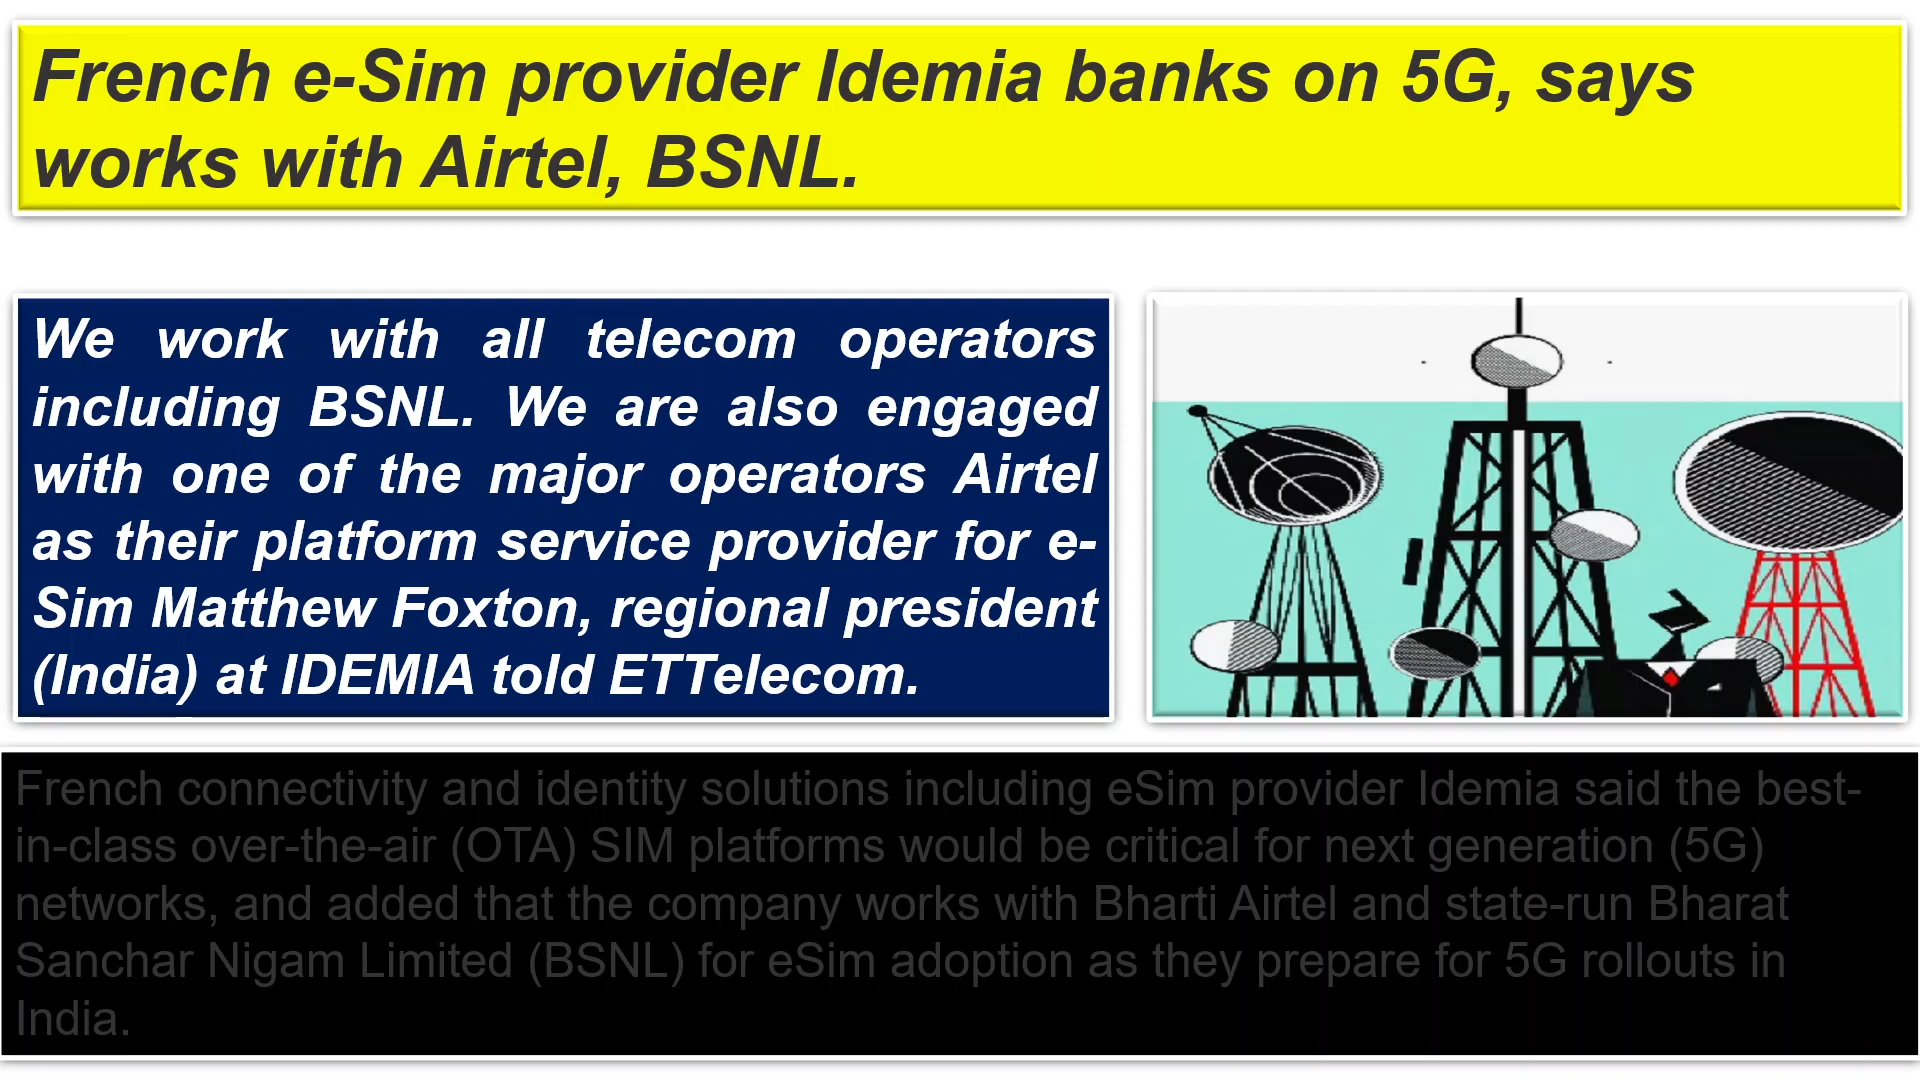 French e-Sim provider Idemia banks on 5G, says
works with Airtel, BSNL.
We work with all telecom operators
including BSNL. We are also engaged
with one of the major operators Airtel
as their platform service provider for e-
Sim Matthew Foxton, regional president
(India) at IDEMIA told ETTelecom.
French connectivity and identity solutions including eSim provider Idemia said the best-
in-class over-the-air (OTA) SIM platforms would be critical for next generation (5G)
networks, and added that the company works with Bharti Airtel and state-run Bharat
Sanchar Nigam Limited (BSNL) for eSim adoption as they prepare for 5G rollouts in
India.